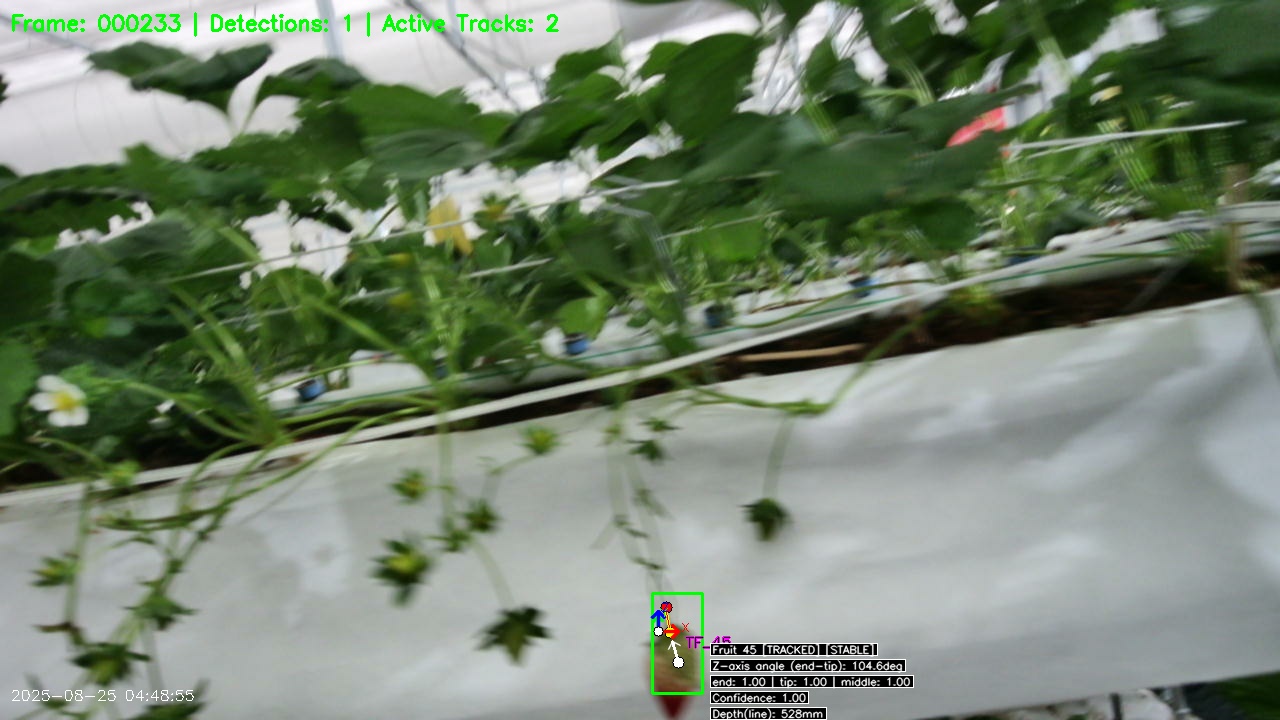 Frame: 000233 | Detections: 1 | Active Tracks: 2
X
TF_45
Fruit 45 [TRACKED] [STABLE]
Z-axis angle (end-tip): 104.6deg
end: 1.00 | tip: 1.00 | middle: 1.00
Confidence: 1.00
Depth(line): 528mm
2025-08-25 04:48:55